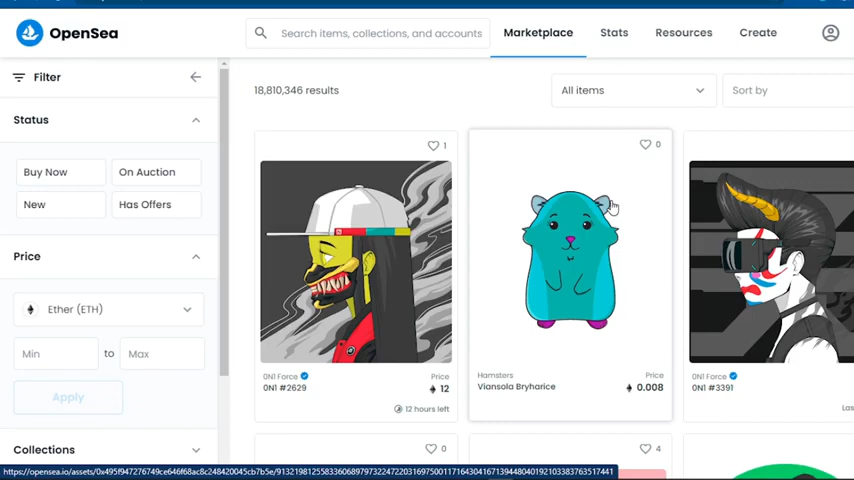 OpenSea
Search items, collections, and accounts
Marketplace
Stats
Resources
Create
Filter
18,810,346 results
All items
Sort by
Status
Buy Now
On Auction
New
Has Offers
Price
Ether (ETH)
Min
to
Max
Apply
Collections
1
0N1 Force
Price
0N1 #2629
12
12 hours left
0
Hamsters
Price
Viansola Bryharice
0.008
0N1 Force
0N1 #3391
Las
0
4